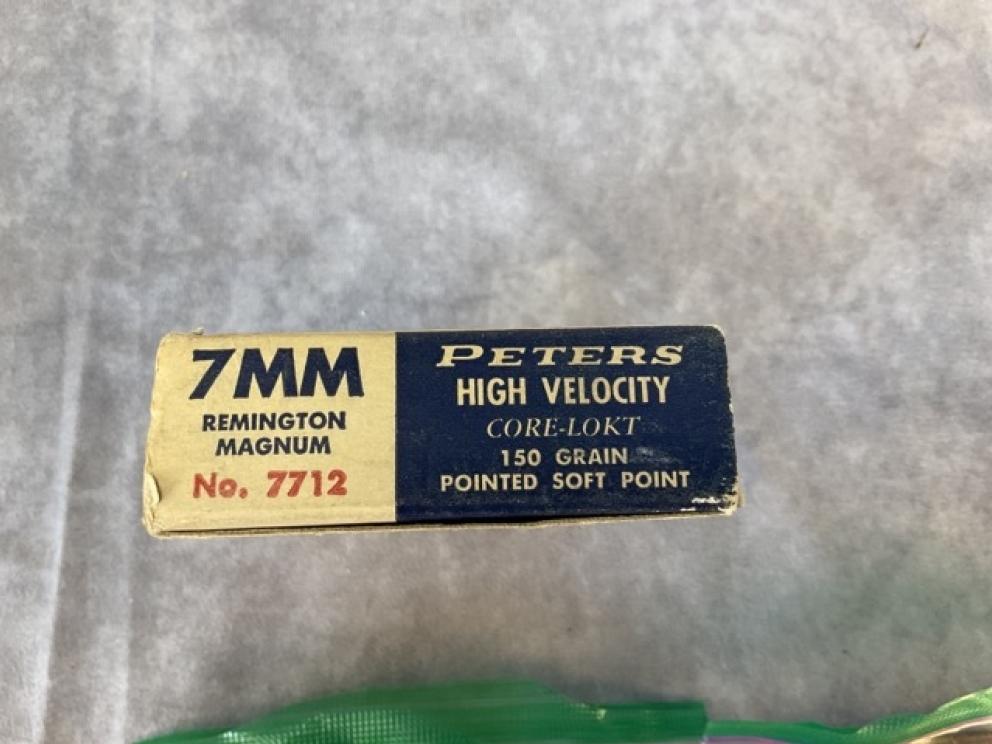 7MM
REMINGTON
MAGNUM
No. 7712
PETERS
HIGH VELOCITY
CORE-LOKT
150 GRAIN
POINTED SOFT POINT